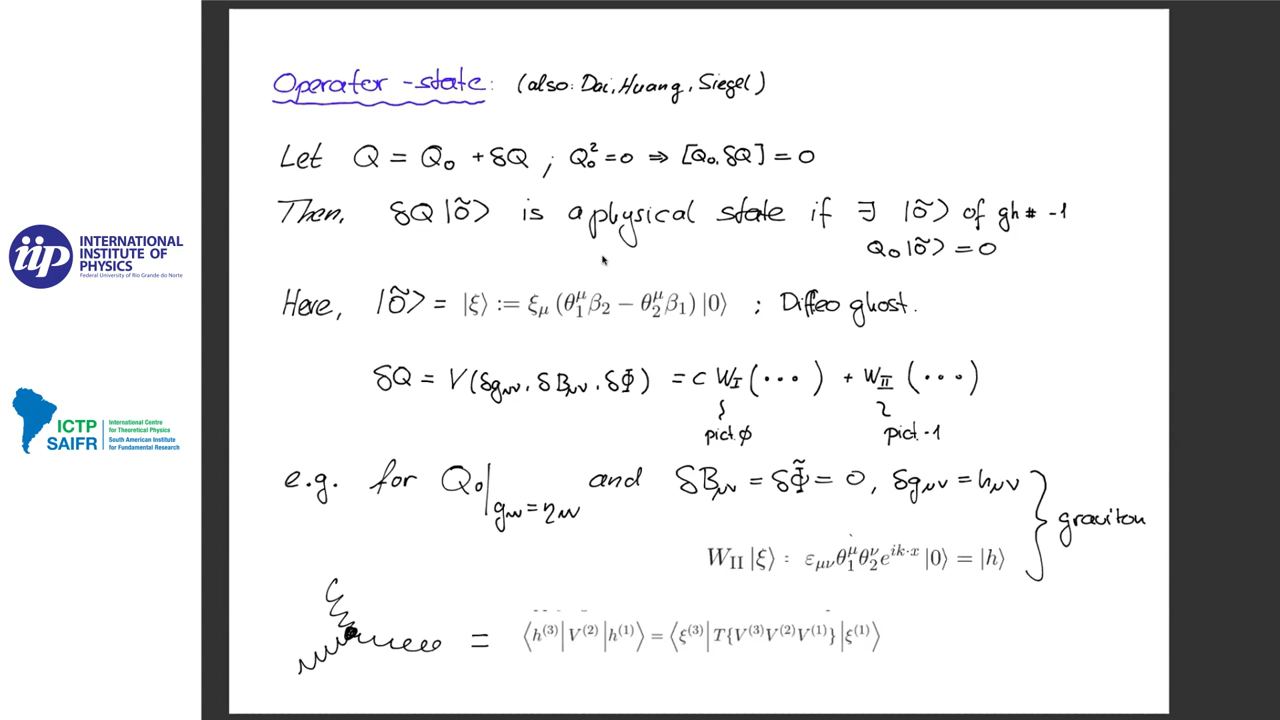 Operator-state: (also: Dai, Huang, Siegel)
Let Q = Q₀ + δQ ; Q₀² = 0 ⇒ [Q₀, δQ] = 0
Then, δQ |õ⟩ is a physical state if ∃ |õ⟩ of gh# -1
Q₀ |õ⟩ = 0
INTERNATIONAL
INSTITUTE OF
PHYSICS
Federal University of Rio Grande do Norte
iip
Here, |õ⟩ = |ξ⟩ := ξ_μ (θ₁^μ β₂ − θ₂^μ β₁) |0⟩ ; Diffeo ghost.
δQ = V(δg_μν, δB_μν, δΦ) = c W_I (···) + W_II (···)
pict. ϕ pict. -1
ICTP
SAIFR
International Centre
for Theoretical Physics
South American Institute
for Fundamental Research
e.g. for Q₀|_{g_μν = η_μν} and δB_μν = δΦ̃ = 0, δg_μν = h_μν } graviton
W_II |ξ⟩ : ε_μν θ₁^μ θ₂^ν e^{ik·x} |0⟩ = |h⟩
= ⟨h^(3)| V^(2) |h^(1)⟩ = ⟨ξ^(3)| T{V^(3) V^(2) V^(1)} |ξ^(1)⟩